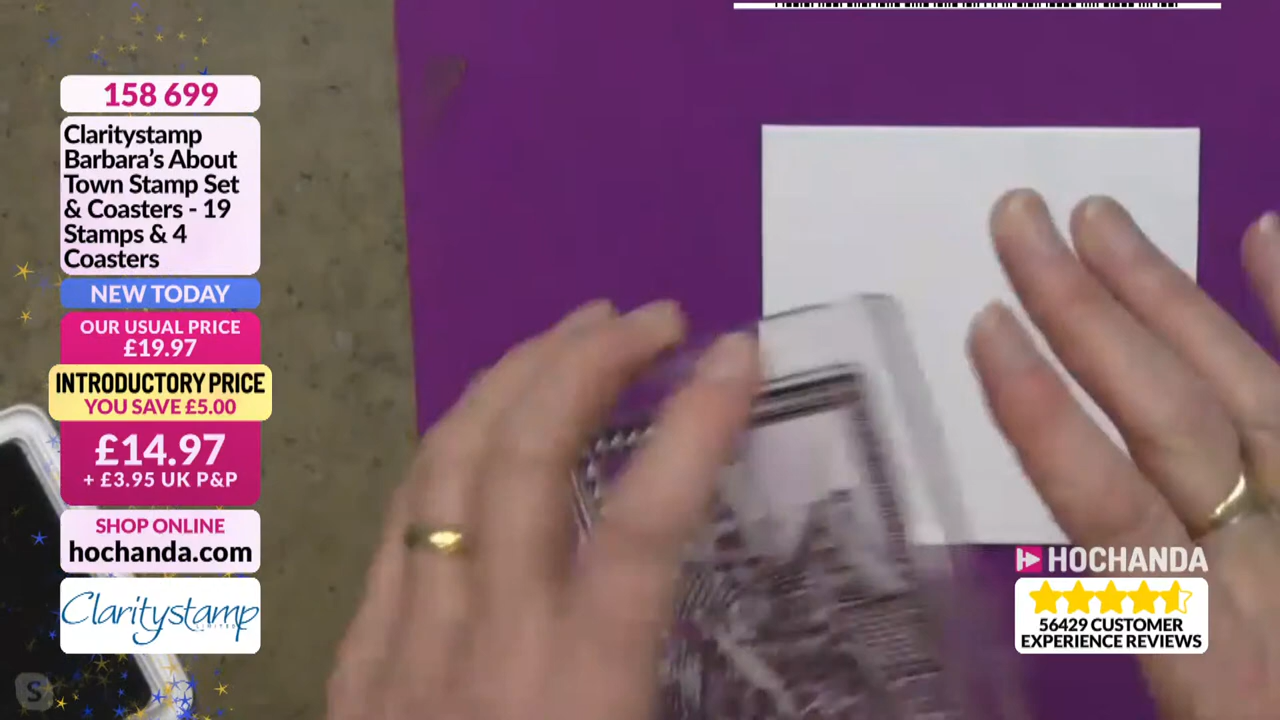 158 699
Claritystamp
Barbara's About
Town Stamp Set
& Coasters - 19
Stamps & 4
Coasters
NEW TODAY
OUR USUAL PRICE
£19.97
INTRODUCTORY PRICE
YOU SAVE £5.00
£14.97
+ £3.95 UK P&P
SHOP ONLINE
hochanda.com
Claritystamp
LIMITED
S
HOCHANDA
56429 CUSTOMER
EXPERIENCE REVIEWS